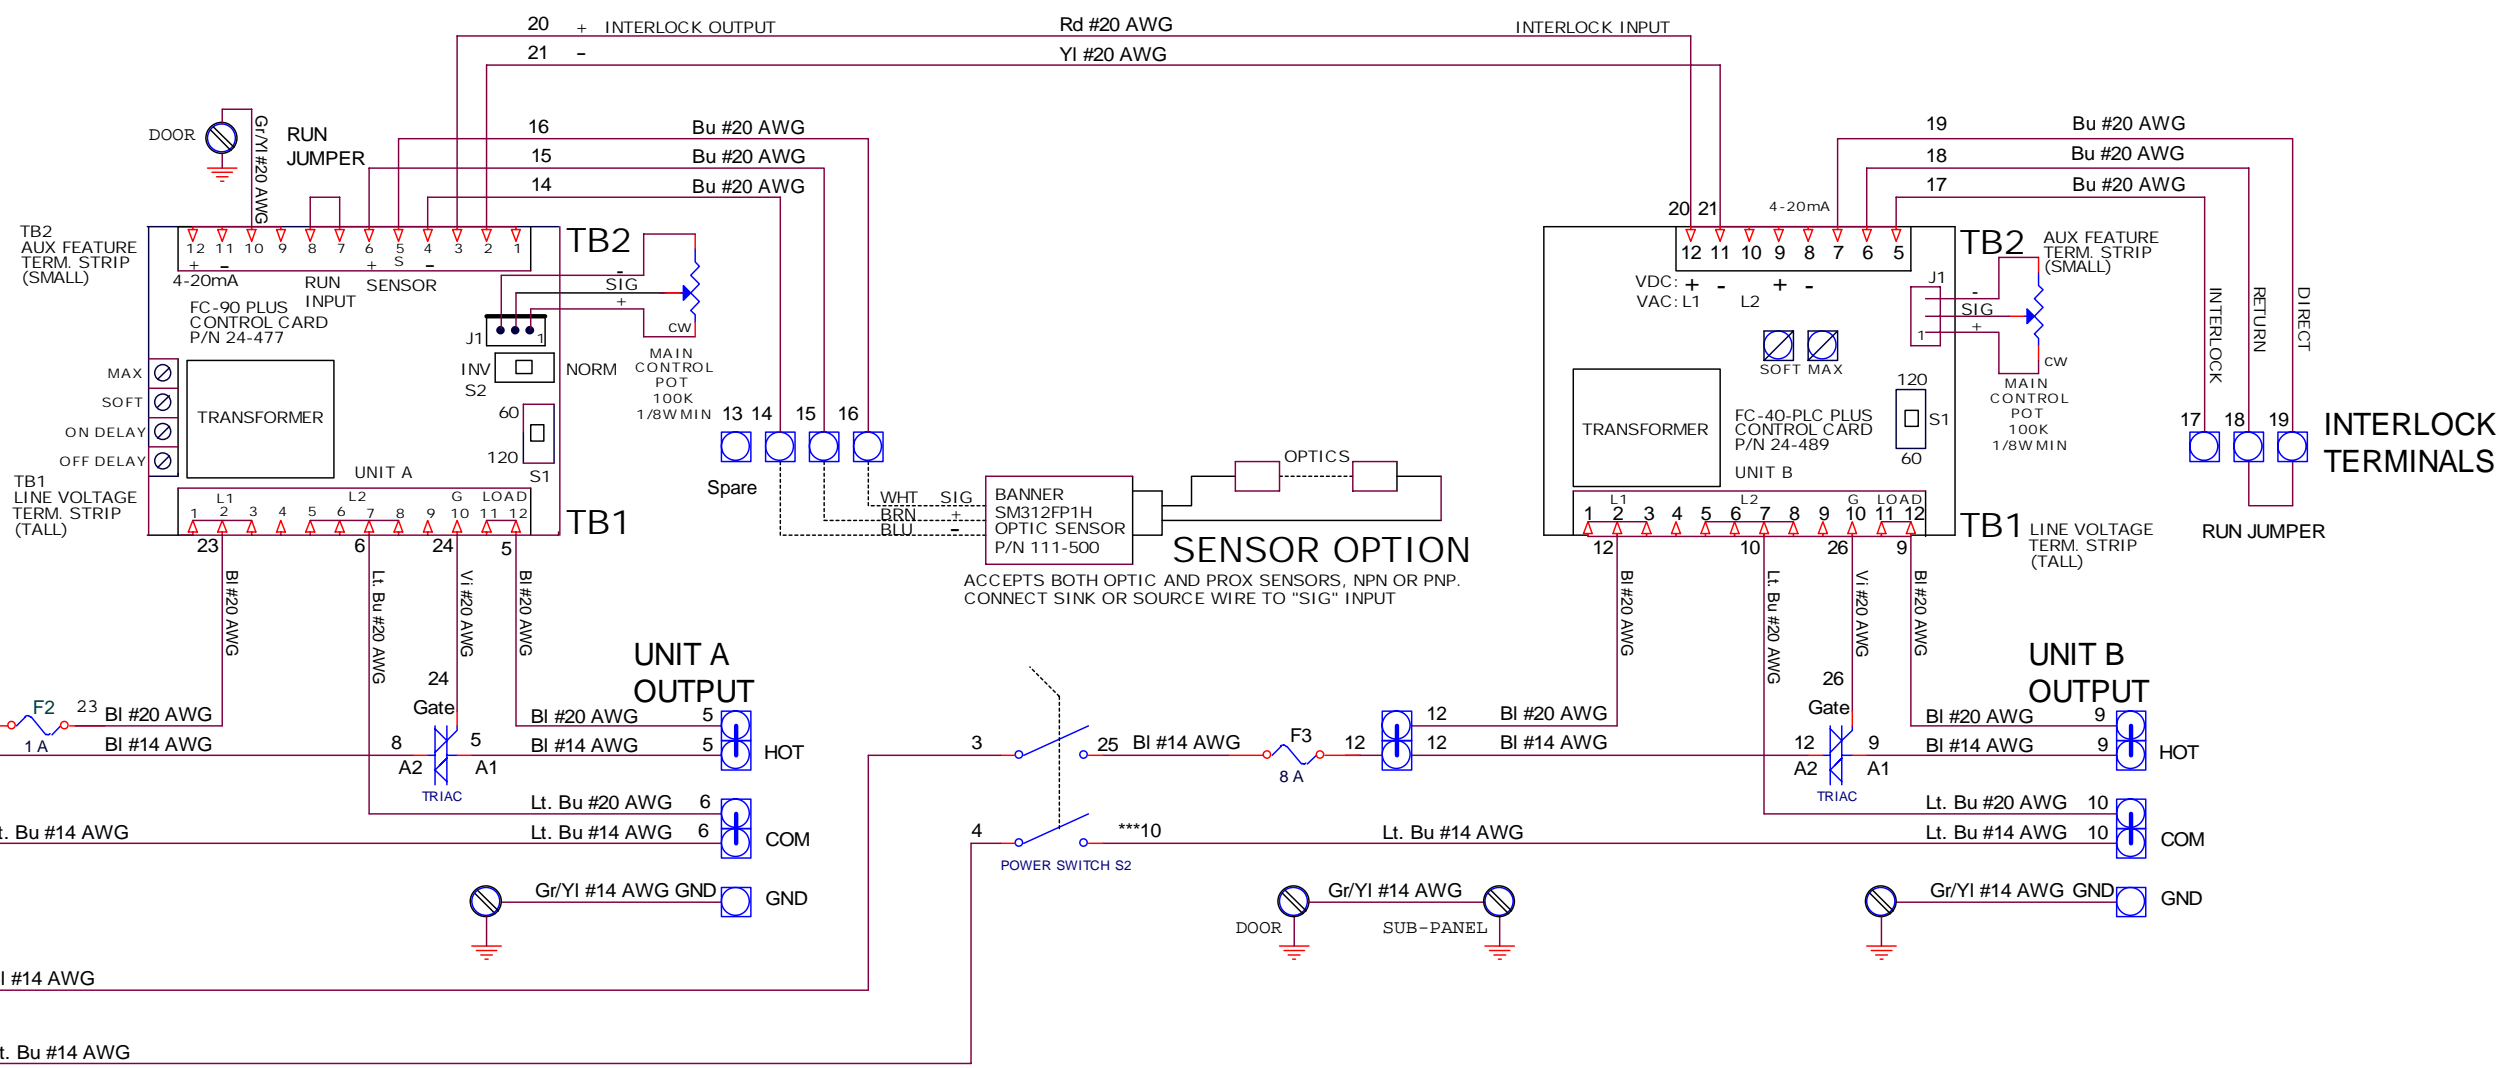 20 + INTERLOCK OUTPUT Rd #20 AWG INTERLOCK INPUT
21 - Yl #20 AWG
DOOR
Gr/Yl #20 AWG
RUN
JUMPER
16 Bu #20 AWG
15 Bu #20 AWG
14 Bu #20 AWG
19 Bu #20 AWG
18 Bu #20 AWG
17 Bu #20 AWG
TB2
AUX FEATURE
TERM. STRIP
(SMALL)
12 11 10 9 8 7 6 5 4 3 2 1
+ - + S -
4-20mA
RUN
INPUT
SENSOR
TB2
FC-90 PLUS
CONTROL CARD
P/N 24-477
-
SIG
+
CW
J1
1
INV
S2
NORM
MAIN
CONTROL
POT
100K
1/8W MIN
60
120
S1
MAX
SOFT
ON DELAY
OFF DELAY
TRANSFORMER
UNIT A
TB1
LINE VOLTAGE
TERM. STRIP
(TALL)
L1 L2 G LOAD
1 2 3 4 5 6 7 8 9 10 11 12
TB1
23 6 24 5
Bl #20 AWG
Lt. Bu #20 AWG
Vi #20 AWG
Bl #20 AWG
13 14 15 16
Spare
WHT SIG
BRN +
BLU -
BANNER
SM312FP1H
OPTIC SENSOR
P/N 111-500
OPTICS
SENSOR OPTION
ACCEPTS BOTH OPTIC AND PROX SENSORS, NPN OR PNP.
CONNECT SINK OR SOURCE WIRE TO "SIG" INPUT
20 21 4-20mA
12 11 10 9 8 7 6 5
VDC: + - + -
VAC: L1 L2
TB2
AUX FEATURE
TERM. STRIP
(SMALL)
J1
1
-
SIG
+
CW
MAIN
CONTROL
POT
100K
1/8W MIN
SOFT MAX
120
S1
60
TRANSFORMER
FC-40-PLC PLUS
CONTROL CARD
P/N 24-489
UNIT B
L1 L2 G LOAD
1 2 3 4 5 6 7 8 9 10 11 12
TB1
LINE VOLTAGE
TERM. STRIP
(TALL)
12 10 26 9
Bl #20 AWG
Lt. Bu #20 AWG
Vi #20 AWG
Bl #20 AWG
INTERLOCK
RETURN
DIRECT
17 18 19
INTERLOCK
TERMINALS
RUN JUMPER
UNIT A
OUTPUT
F2 23 Bl #20 AWG
1 A Bl #14 AWG
24
Gate
8 5
A2 A1
TRIAC
Bl #20 AWG 5
Bl #14 AWG 5
HOT
Lt. Bu #20 AWG 6
Lt. Bu #14 AWG 6
COM
t. Bu #14 AWG
Gr/Yl #14 AWG GND
GND
l #14 AWG
t. Bu #14 AWG
3 25 Bl #14 AWG
F3
8 A
12
12 Bl #20 AWG
12 Bl #14 AWG
4 ***10 Lt. Bu #14 AWG
POWER SWITCH S2
DOOR
Gr/Yl #14 AWG
SUB-PANEL
UNIT B
OUTPUT
26
Gate
12 9
A2 A1
TRIAC
Bl #20 AWG 9
Bl #14 AWG 9
HOT
Lt. Bu #20 AWG 10
Lt. Bu #14 AWG 10
COM
Gr/Yl #14 AWG GND
GND